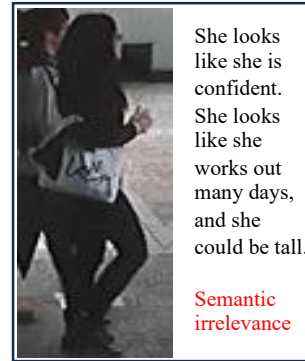 She looks
like she is
confident.
She looks
like she
works out
many days,
and she
could be tall.
Semantic
irrelevance